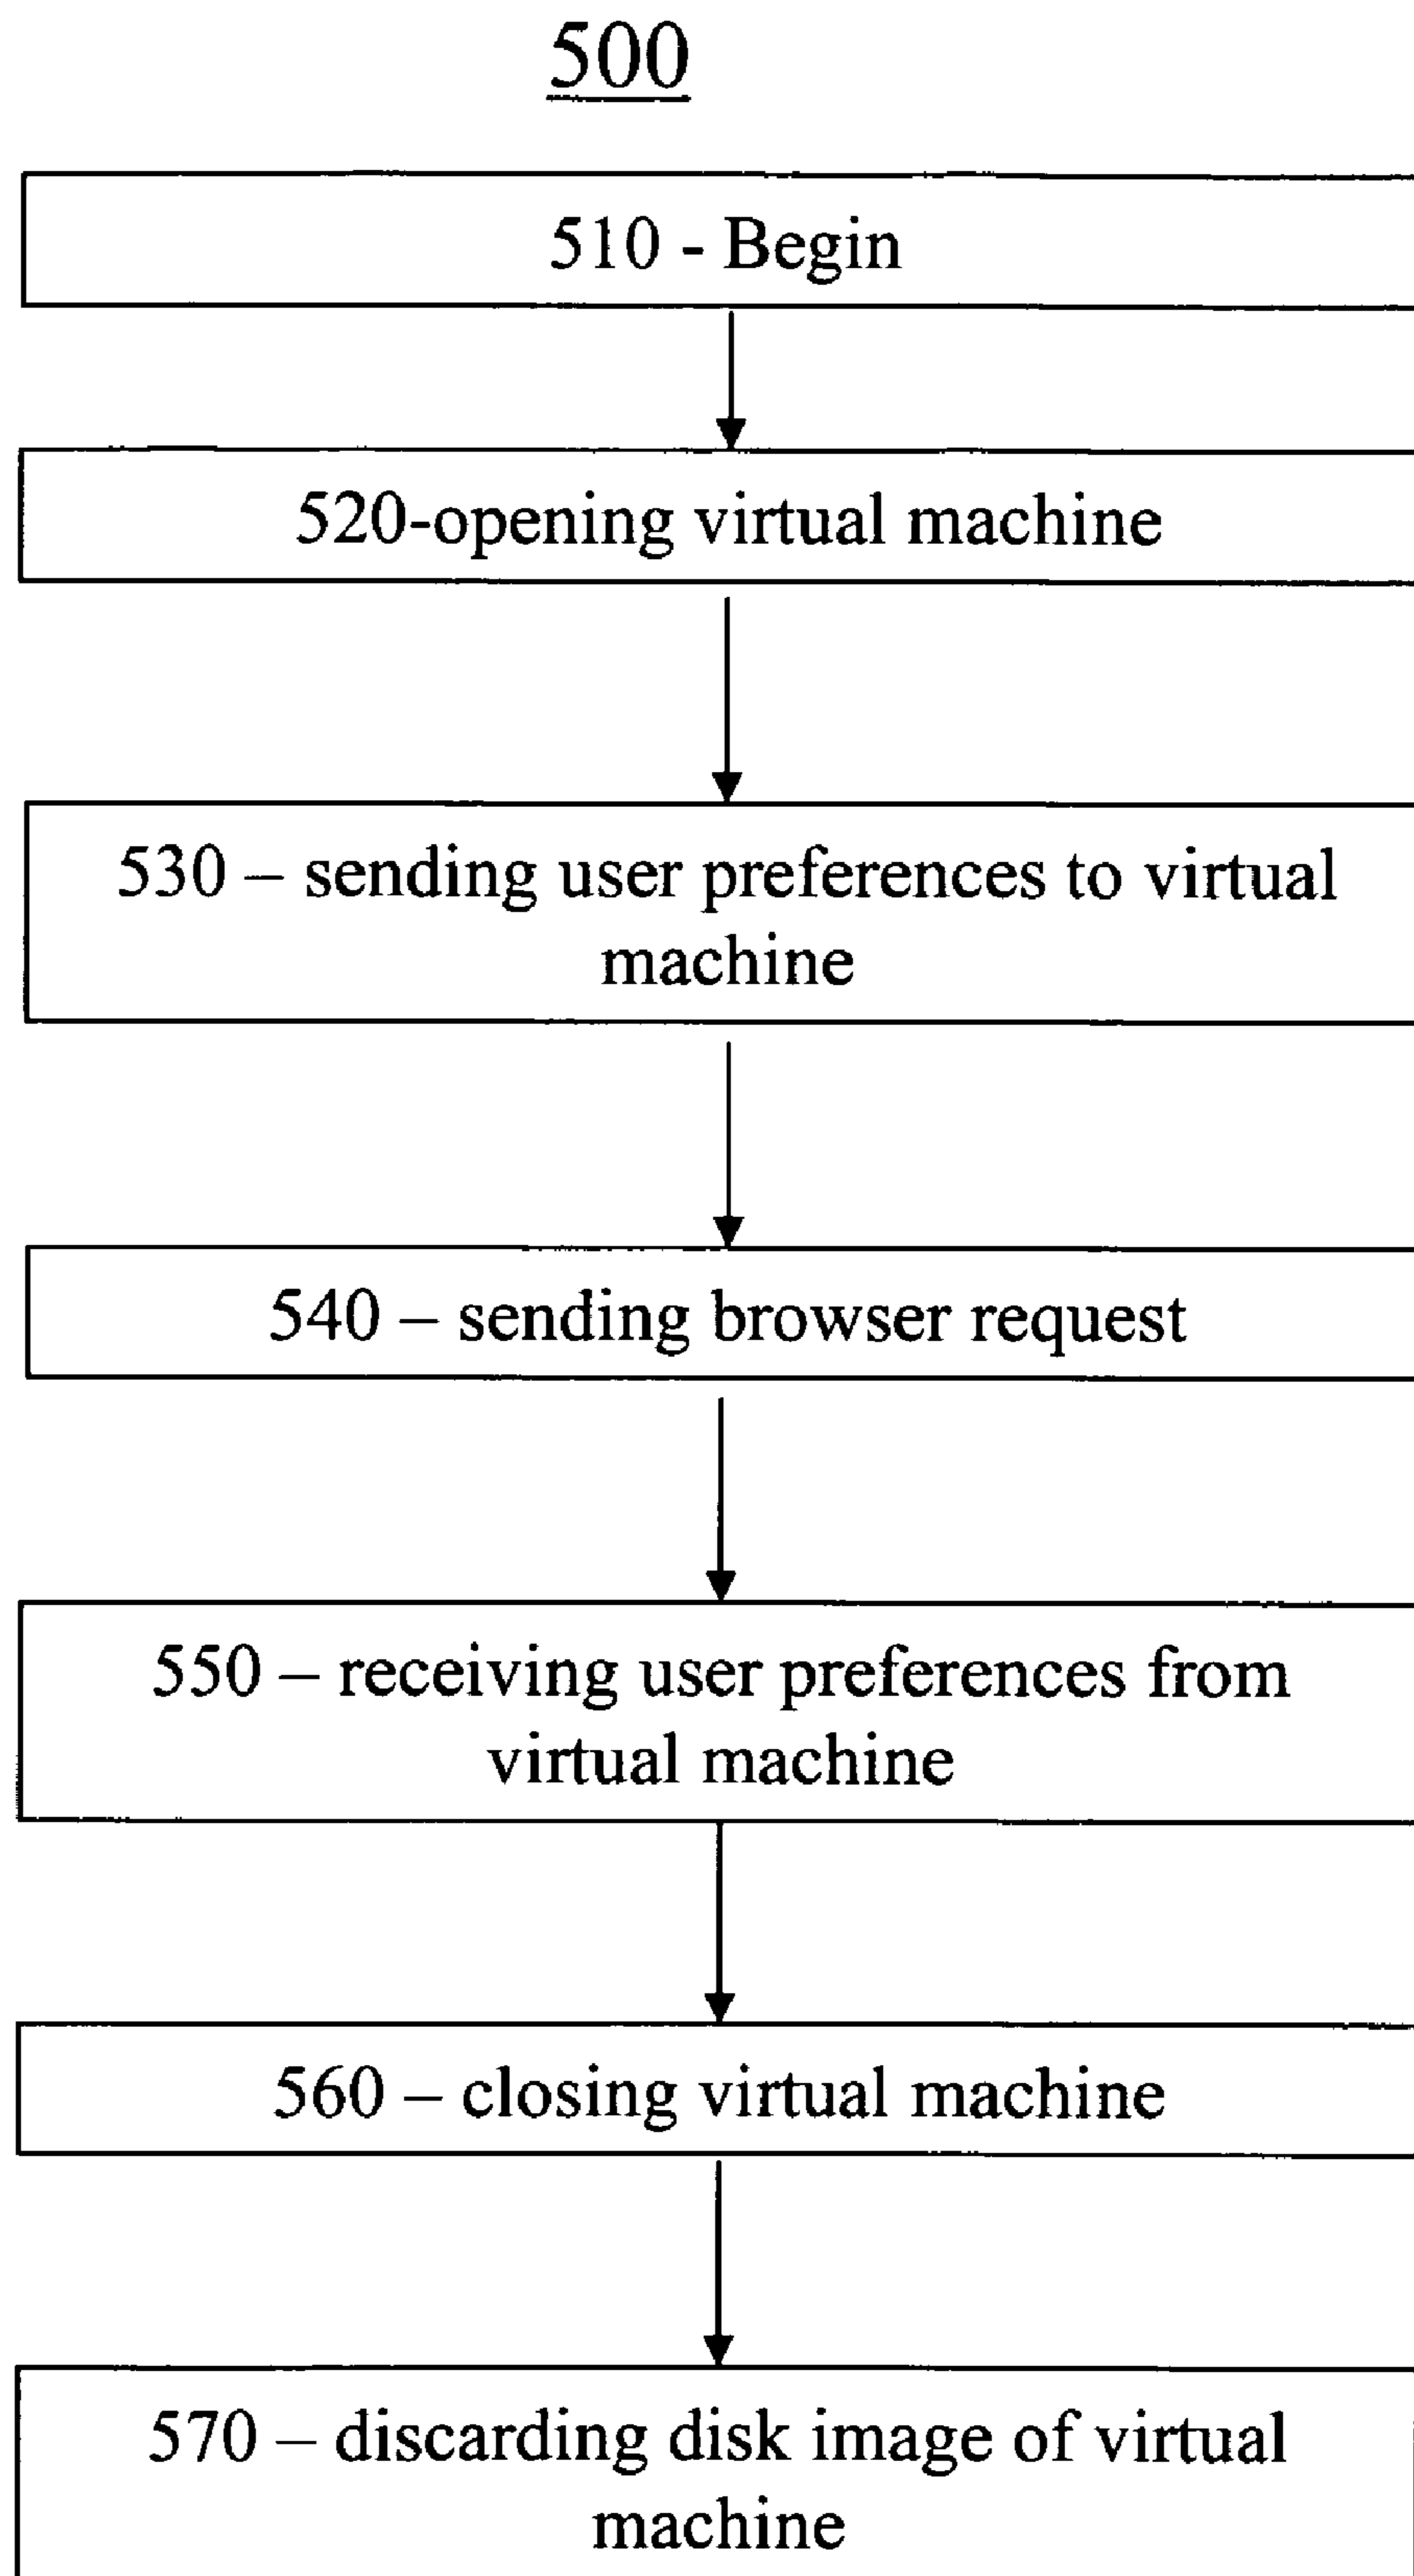 500
510 - Begin
520-opening virtual machine
530 – sending user preferences to virtual
machine
540 – sending browser request
550 – receiving user preferences from
virtual machine
560 – closing virtual machine
570 – discarding disk image of virtual
machine